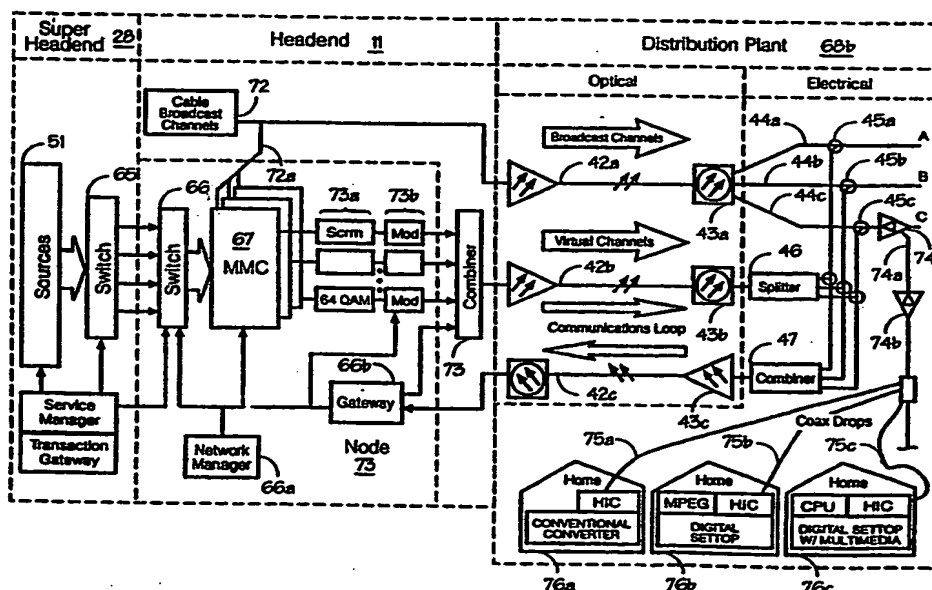 Super Headend 28
Headend 11
Distribution Plant 68b
Optical
Electrical
72
Cable Broadcast Channels
72a
Broadcast Channels
44a
45a
A
44b
45b
B
44c
45c
C
42a
43a
51
65
66
67
MMC
73a
73b
Scrm
Mod
64 QAM
Mod
Sources
Switch
Switch
Combiner
73
Virtual Channels
42b
43b
46
Splitter
74
74a
74b
Communications Loop
47
Combiner
42c
43c
66b
Gateway
Service Manager
Transaction Gateway
Network Manager
66a
Node 73
Coax Drops
75a
75b
75c
Home
HIC
CONVENTIONAL CONVERTER
76a
Home
MPEG
HIC
DIGITAL SETTOP
76b
Home
CPU
HIC
DIGITAL SETTOP W/ MULTIMEDIA
76c